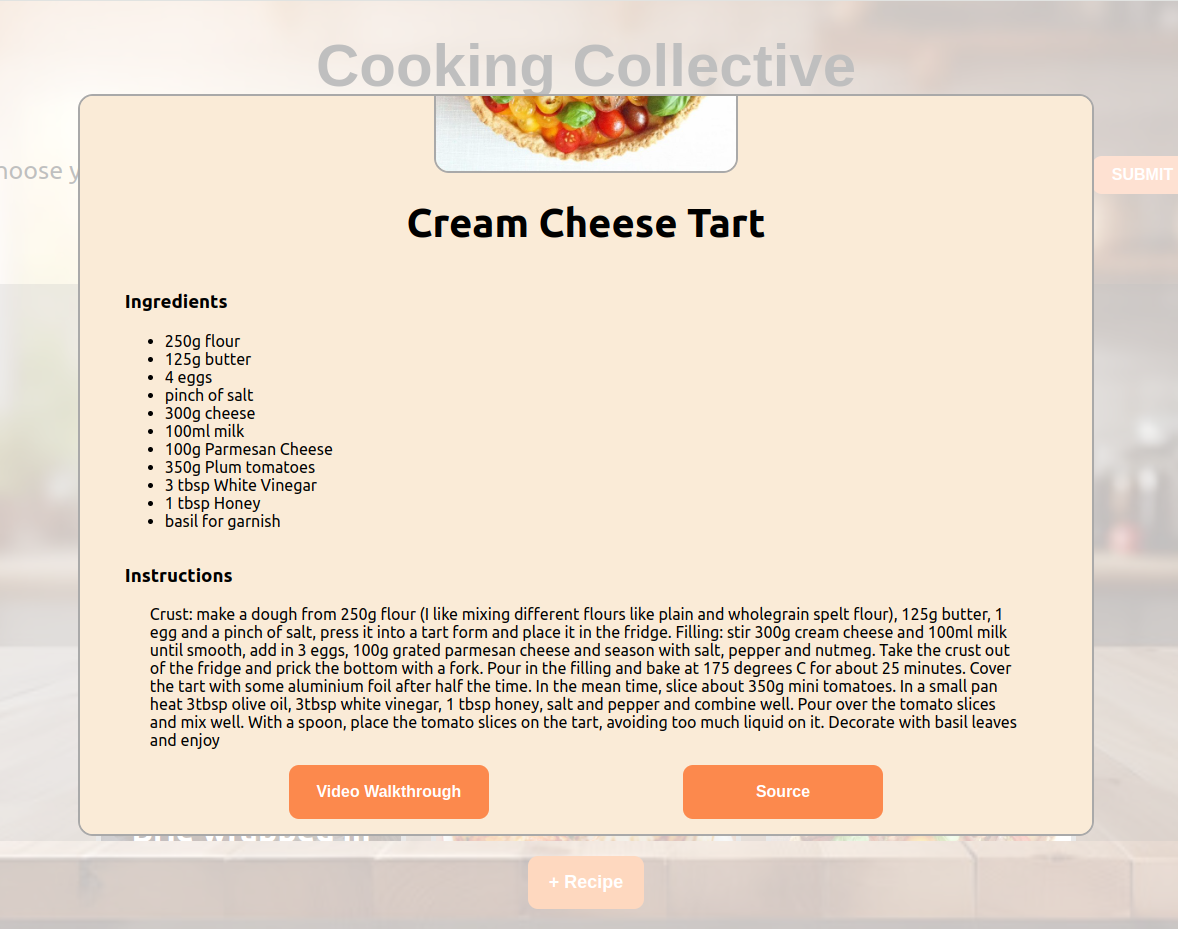 Cooking Collective
SUBMIT
Cream Cheese Tart
Ingredients
• 250g flour
• 125g butter
• 4 eggs
• pinch of salt
• 300g cheese
• 100ml milk
• 100g Parmesan Cheese
• 350g Plum tomatoes
• 3 tbsp White Vinegar
• 1 tbsp Honey
• basil for garnish
Instructions
Crust: make a dough from 250g flour (I like mixing different flours like plain and wholegrain spelt flour), 125g butter, 1
egg and a pinch of salt, press it into a tart form and place it in the fridge. Filling: stir 300g cream cheese and 100ml milk
until smooth, add in 3 eggs, 100g grated parmesan cheese and season with salt, pepper and nutmeg. Take the crust out
of the fridge and prick the bottom with a fork. Pour in the filling and bake at 175 degrees C for about 25 minutes. Cover
the tart with some aluminium foil after half the time. In the mean time, slice about 350g mini tomatoes. In a small pan
heat 3tbsp olive oil, 3tbsp white vinegar, 1 tbsp honey, salt and pepper and combine well. Pour over the tomato slices
and mix well. With a spoon, place the tomato slices on the tart, avoiding too much liquid on it. Decorate with basil leaves
and enjoy
Video Walkthrough
Source
+ Recipe